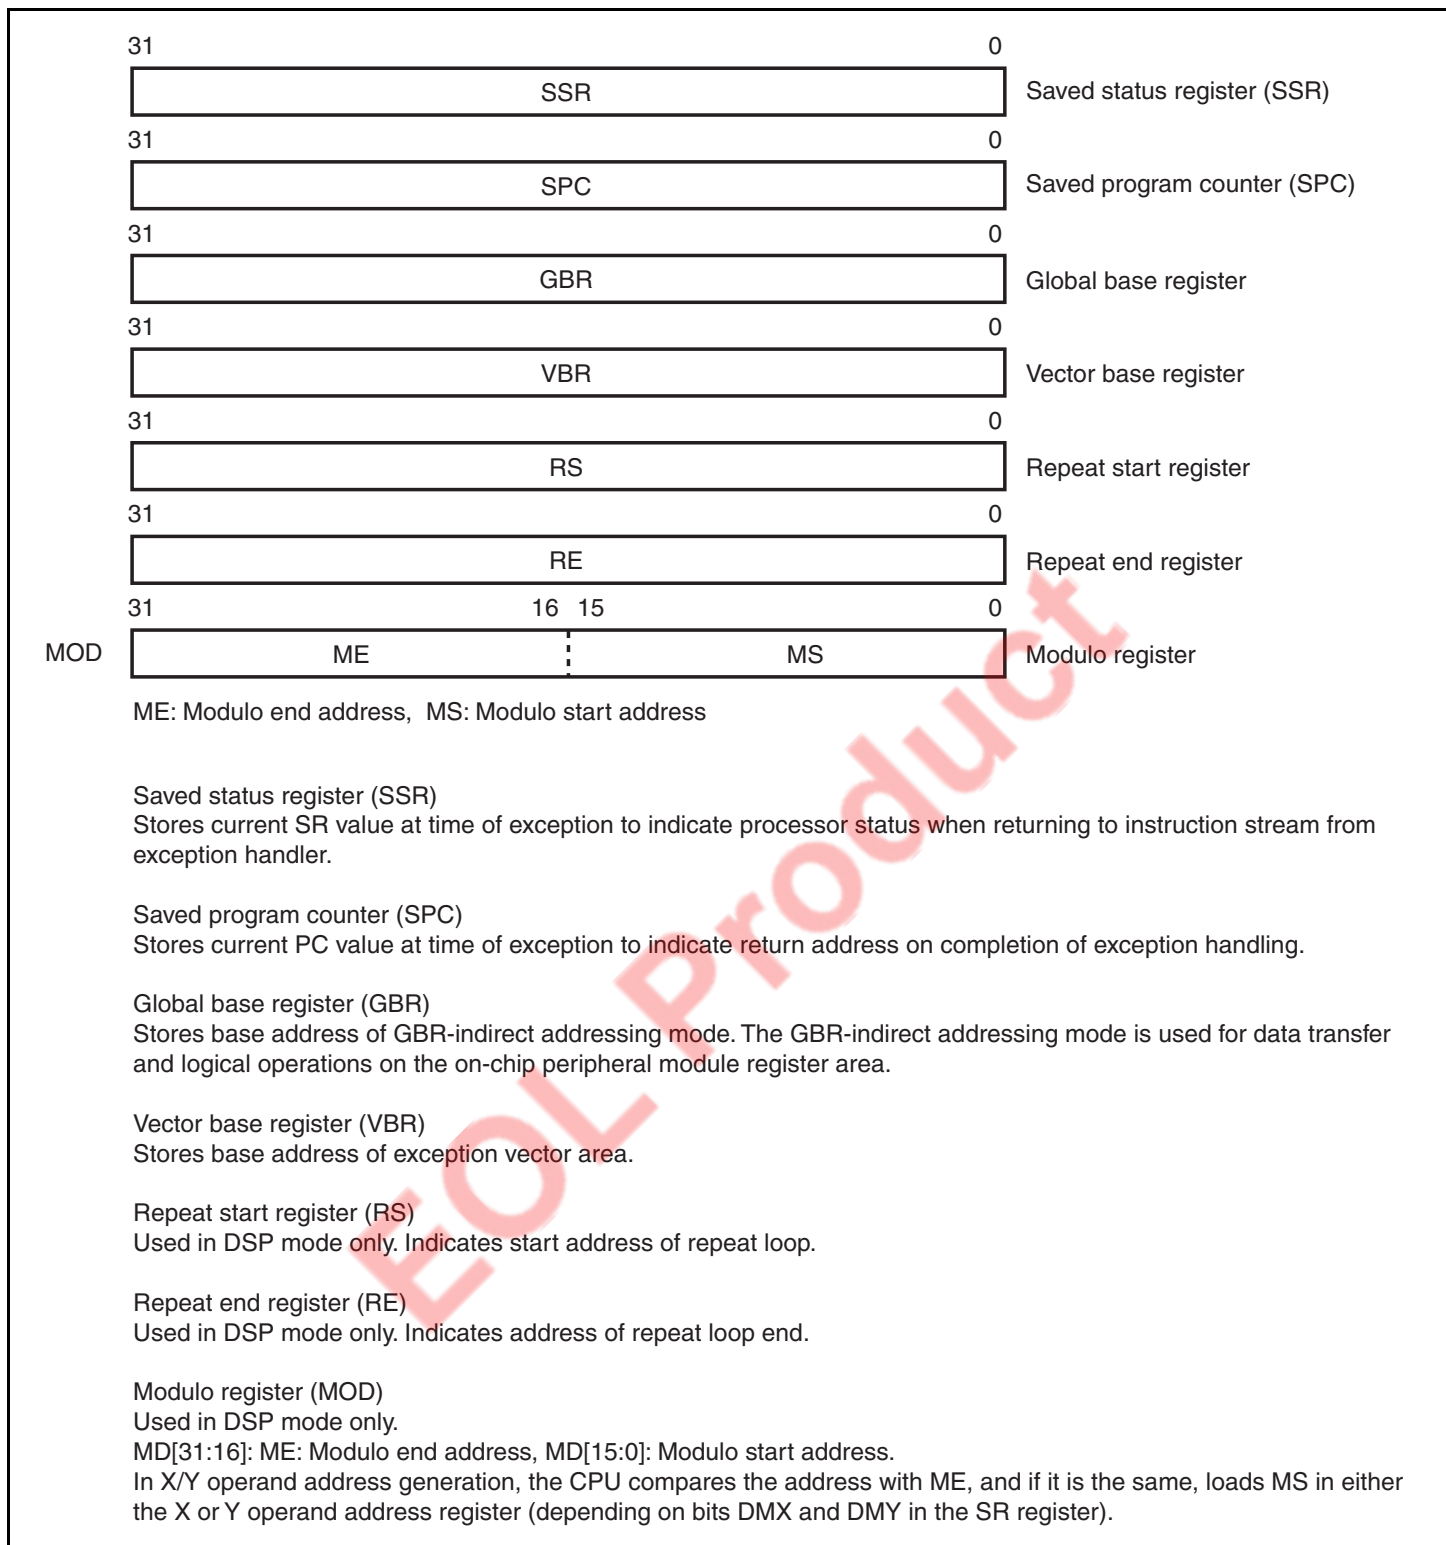 31 0
SSR Saved status register (SSR)
31 0
SPC Saved program counter (SPC)
31 0
GBR Global base register
31 0
VBR Vector base register
31 0
RS Repeat start register
31 0
RE Repeat end register
31 16 15 0
MOD ME MS Modulo register
ME: Modulo end address, MS: Modulo start address
Saved status register (SSR)
Stores current SR value at time of exception to indicate processor status when returning to instruction stream from
exception handler.
Saved program counter (SPC)
Stores current PC value at time of exception to indicate return address on completion of exception handling.
Global base register (GBR)
Stores base address of GBR-indirect addressing mode. The GBR-indirect addressing mode is used for data transfer
and logical operations on the on-chip peripheral module register area.
Vector base register (VBR)
Stores base address of exception vector area.
Repeat start register (RS)
Used in DSP mode only. Indicates start address of repeat loop.
Repeat end register (RE)
Used in DSP mode only. Indicates address of repeat loop end.
Modulo register (MOD)
Used in DSP mode only.
MD[31:16]: ME: Modulo end address, MD[15:0]: Modulo start address.
In X/Y operand address generation, the CPU compares the address with ME, and if it is the same, loads MS in either
the X or Y operand address register (depending on bits DMX and DMY in the SR register).
EOL Product